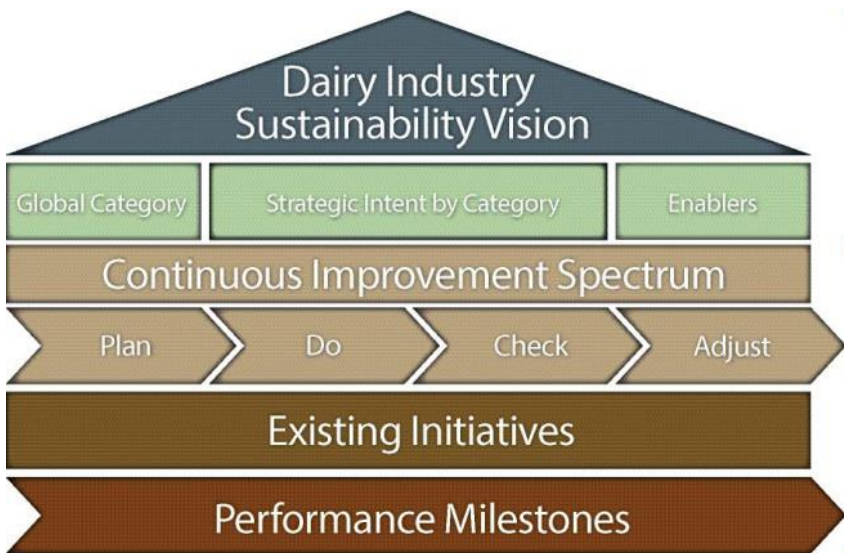 Dairy Industry
Sustainability Vision
Global Category
Strategic Intent by Category
Enablers
Continuous Improvement Spectrum
Plan
Do
Check
Adjust
Existing Initiatives
Performance Milestones